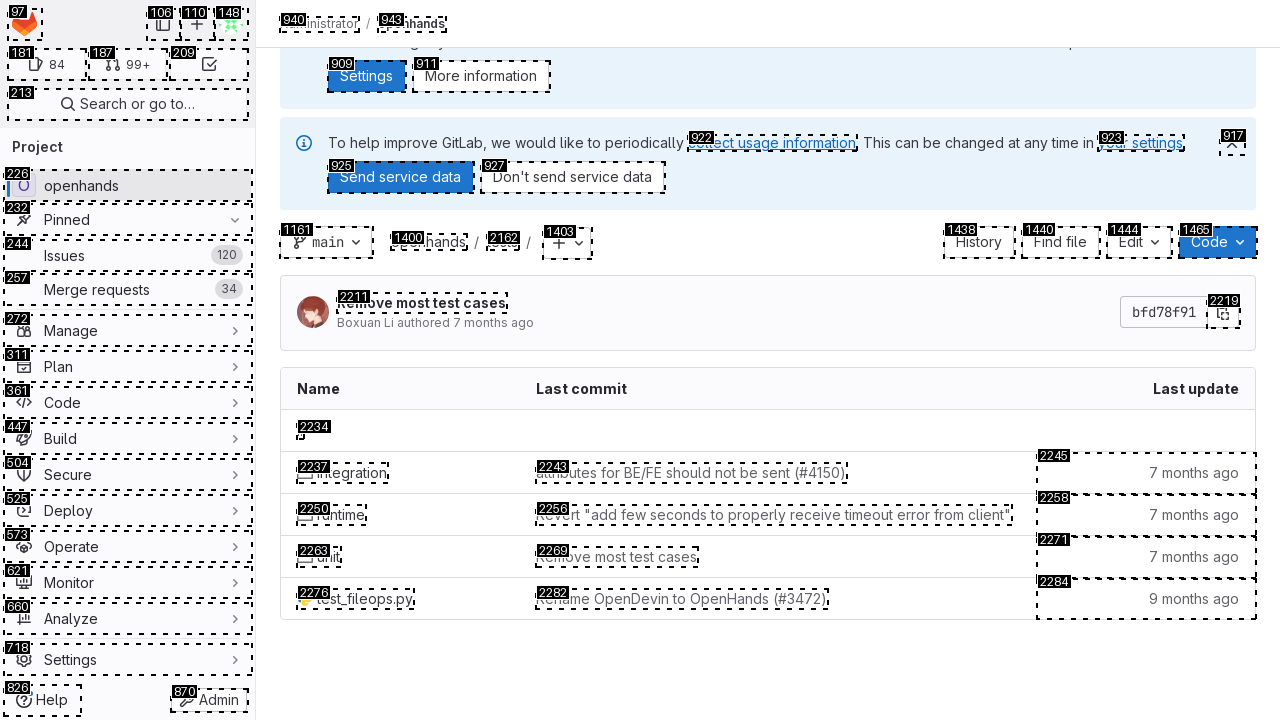 97
106
110
148
940
Administrator
/
943
openhands
181
84
187
99+
209
213
Search or go to…
909
Settings
911
More information
To help improve GitLab, we would like to periodically 922 collect usage information. This can be changed at any time in 923 your settings.
917
925
Send service data
927
Don't send service data
Project
226
openhands
232
Pinned
244
Issues
120
257
Merge requests
34
272
Manage
311
Plan
361
Code
447
Build
504
Secure
525
Deploy
573
Operate
621
Monitor
660
Analyze
718
Settings
826
Help
870
Admin
1161
main
1400
openhands
/
2162
/
1403
1438
History
1440
Find file
1444
Edit
1465
Code
2211
Remove most test cases
Boxuan Li authored 7 months ago
bfd78f91
2219
Name
Last commit
Last update
2234
2237
integration
2243
attributes for BE/FE should not be sent (#4150)
2245
7 months ago
2250
runtime
2256
Revert "add few seconds to properly receive timeout error from client"
2258
7 months ago
2263
unit
2269
Remove most test cases
2271
7 months ago
2276
test_fileops.py
2282
Rename OpenDevin to OpenHands (#3472)
2284
9 months ago